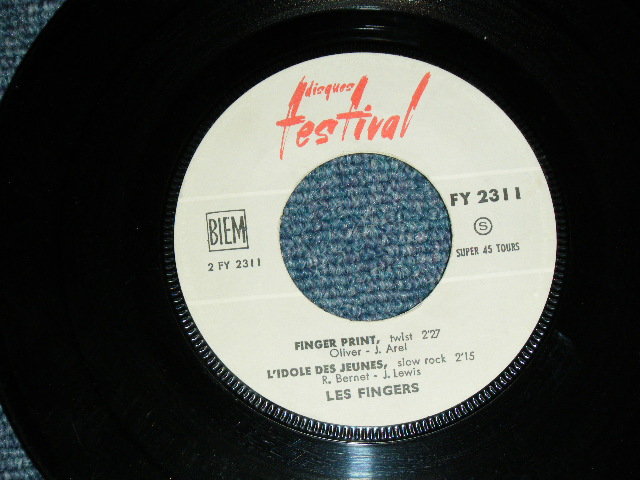 disques
festival
FY 2311
BIEM
S
2 FY 2311
SUPER 45 TOURS
FINGER PRINT, twist 2'27
Oliver - J. Arel
L'IDOLE DES JEUNES, slow rock 2'15
R. Bernet - J. Lewis
LES FINGERS